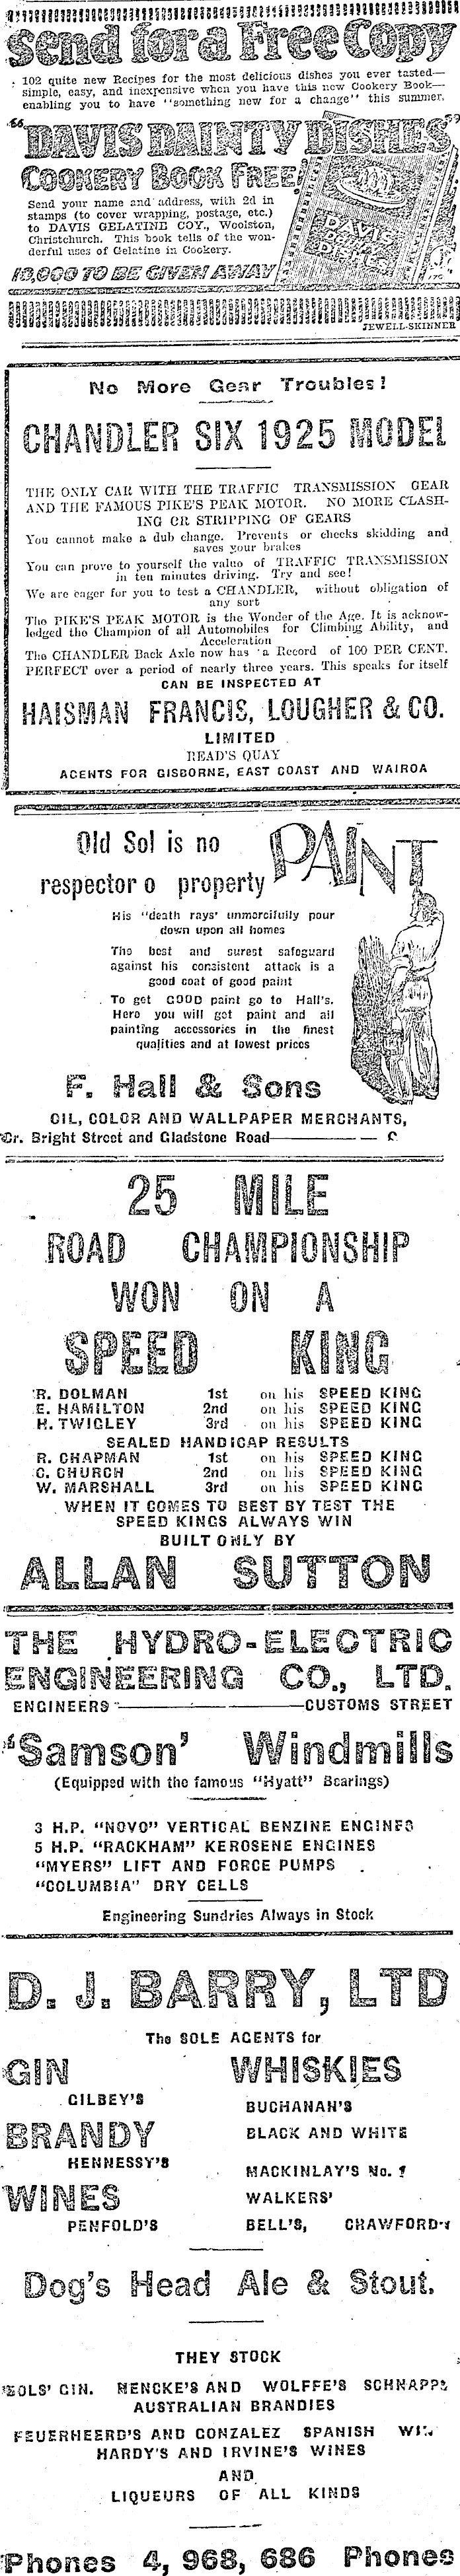 Send for a Free Copy
102 quite new Recipes for the most delicious dishes you ever tasted—
simple, easy, and inexpensive when you have this new Cookery Book—
enabling you to have "something new for a change" this summer.
"DAVIS DAINTY DISHES"
COOKERY BOOK FREE!
Send your name and address, with 2d in
stamps (to cover wrapping, postage, etc.)
to DAVIS GELATINE COY., Woolston,
Christchurch. This book tells of the won-
derful uses of Gelatine in Cookery.
10,000 TO BE GIVEN AWAY
DAVIS
DAINTY
DISHES
JEWELL-SKINNER
No More Gear Troubles!
CHANDLER SIX 1925 MODEL
THE ONLY CAR WITH THE TRAFFIC TRANSMISSION GEAR
AND THE FAMOUS PIKE'S PEAK MOTOR. NO MORE CLASH-
ING OR STRIPPING OF GEARS
You cannot make a dub change. Prevents or checks skidding and
saves your brakes
You can prove to yourself the value of TRAFFIC TRANSMISSION
in ten minutes driving. Try and see!
We are eager for you to test a CHANDLER, without obligation of
any sort
The PIKE'S PEAK MOTOR is the Wonder of the Age. It is acknow-
ledged the Champion of all Automobiles for Climbing Ability, and
Acceleration
The CHANDLER Back Axle now has a Record of 100 PER CENT.
PERFECT over a period of nearly three years. This speaks for itself
CAN BE INSPECTED AT
HAISMAN FRANCIS, LOUGHER & CO.
LIMITED
READ'S QUAY
AGENTS FOR GISBORNE, EAST COAST AND WAIROA
Old Sol is no
respector o property
PAINT
His "death rays' unmercifully pour
down upon all homes
The best and surest safeguard
against his consistent attack is a
good coat of good paint
To get GOOD paint go to Hall's.
Here you will get paint and all
painting accessories in the finest
qualities and at lowest prices
F. Hall & Sons
OIL, COLOR AND WALLPAPER MERCHANTS,
Cr. Bright Street and Gladstone Road
25 MILE
ROAD CHAMPIONSHIP
WON ON A
SPEED KING
R. DOLMAN 1st on his SPEED KING
E. HAMILTON 2nd on his SPEED KING
H. TWIGLEY 3rd on his SPEED KING
SEALED HANDICAP RESULTS
R. CHAPMAN 1st on his SPEED KING
C. CHURCH 2nd on his SPEED KING
W. MARSHALL 3rd on his SPEED KING
WHEN IT COMES TO BEST BY TEST THE
SPEED KINGS ALWAYS WIN
BUILT ONLY BY
ALLAN SUTTON
THE HYDRO-ELECTRIC
ENGINEERING CO., LTD.
ENGINEERS — CUSTOMS STREET
'Samson' Windmills
(Equipped with the famous "Hyatt" Bearings)
3 H.P. "NOVO" VERTICAL BENZINE ENGINES
5 H.P. "RACKHAM" KEROSENE ENGINES
"MYERS" LIFT AND FORCE PUMPS
"COLUMBIA" DRY CELLS
Engineering Sundries Always in Stock
D. J. BARRY, LTD
The SOLE AGENTS for
GIN
GILBEY'S
BRANDY
HENNESSY'S
WINES
PENFOLD'S
WHISKIES
BUCHANAN'S
BLACK AND WHITE
MACKINLAY'S No. 1
WALKERS'
BELL'S, CRAWFORD'S
Dog's Head Ale & Stout.
THEY STOCK
BOLS' GIN. HENCKE'S AND WOLFFE'S SCHNAPPS
AUSTRALIAN BRANDIES
FEUERHEERD'S AND GONZALEZ SPANISH
HARDY'S AND IRVINE'S WINES
AND
LIQUEURS OF ALL KINDS
Phones 4, 968, 686 Phones